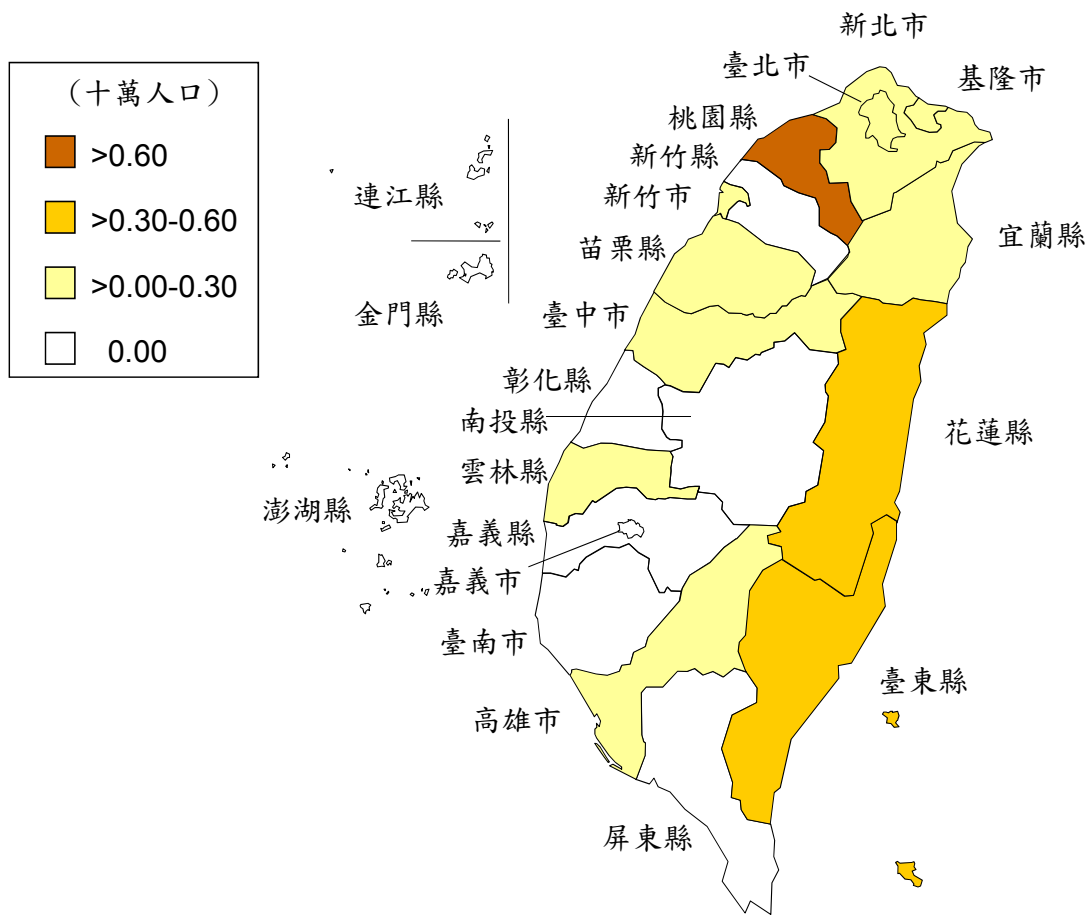 (十萬人口)
>0.60
>0.30-0.60
>0.00-0.30
0.00
新北市
臺北市
基隆市
桃園縣
新竹縣
新竹市
連江縣
苗栗縣
宜蘭縣
金門縣
臺中市
彰化縣
南投縣
花蓮縣
雲林縣
澎湖縣
嘉義縣
嘉義市
臺南市
臺東縣
高雄市
屏東縣